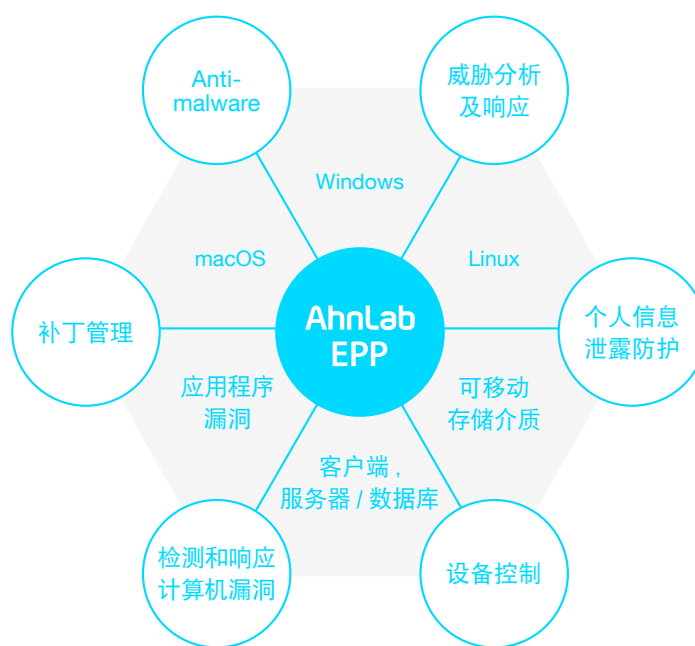 Anti-
malware
威胁分析
及响应
Windows
macOS
Linux
AhnLab
EPP
补丁管理
个人信息
泄露防护
应用程序
漏洞
可移动
存储介质
客户端 ,
服务器 / 数据库
检测和响应
计算机漏洞
设备控制